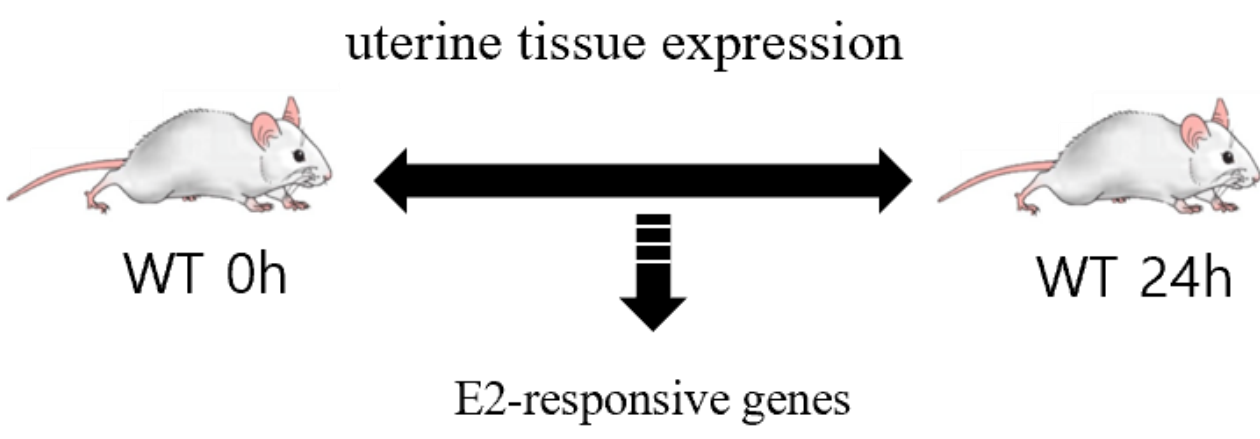 uterine tissue expression
WT 0h
WT 24h
E2-responsive genes